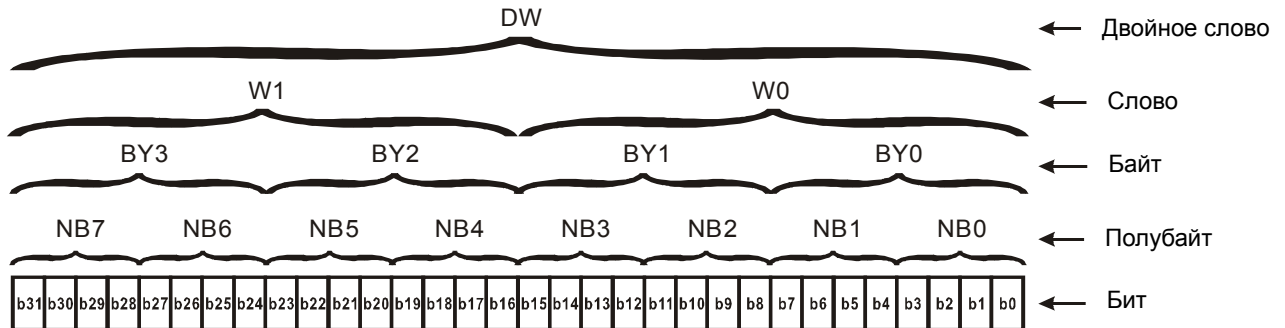 DW
Двойное слово
W1 W0
Слово
BY3 BY2 BY1 BY0
Байт
NB7 NB6 NB5 NB4 NB3 NB2 NB1 NB0
Полубайт
b31 b30 b29 b28 b27 b26 b25 b24 b23 b22 b21 b20 b19 b18 b17 b16 b15 b14 b13 b12 b11 b10 b9 b8 b7 b6 b5 b4 b3 b2 b1 b0
Бит